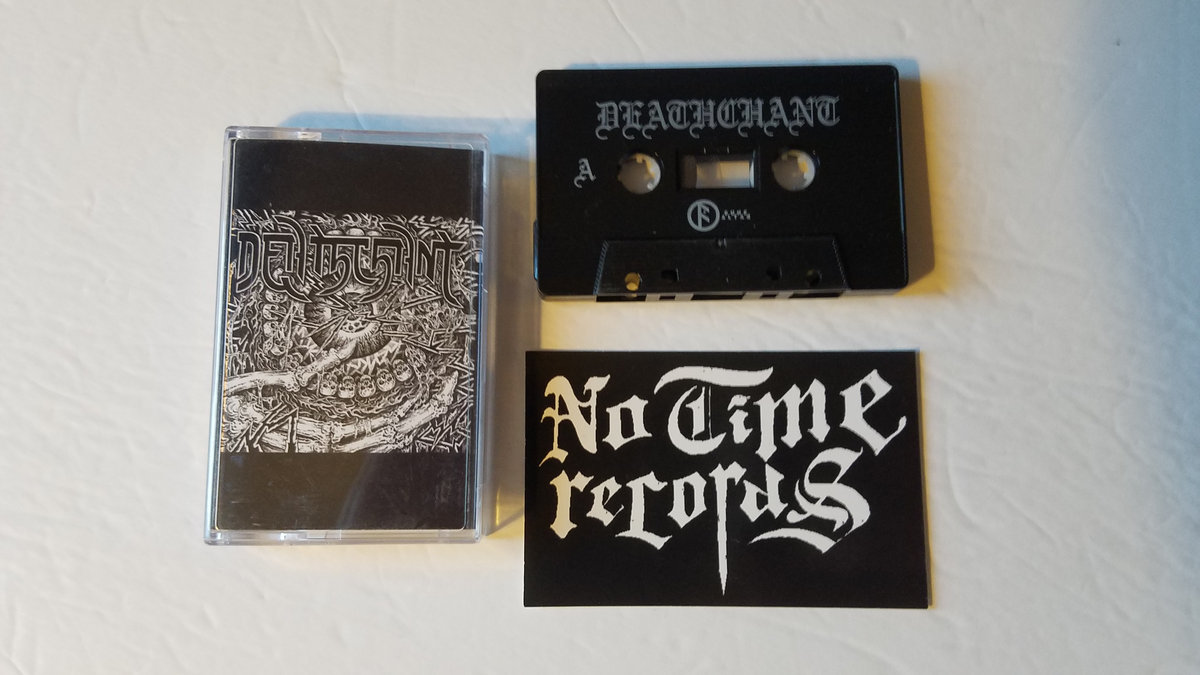 DEATHCHANT
DEATHCHANT
A
No Time
records